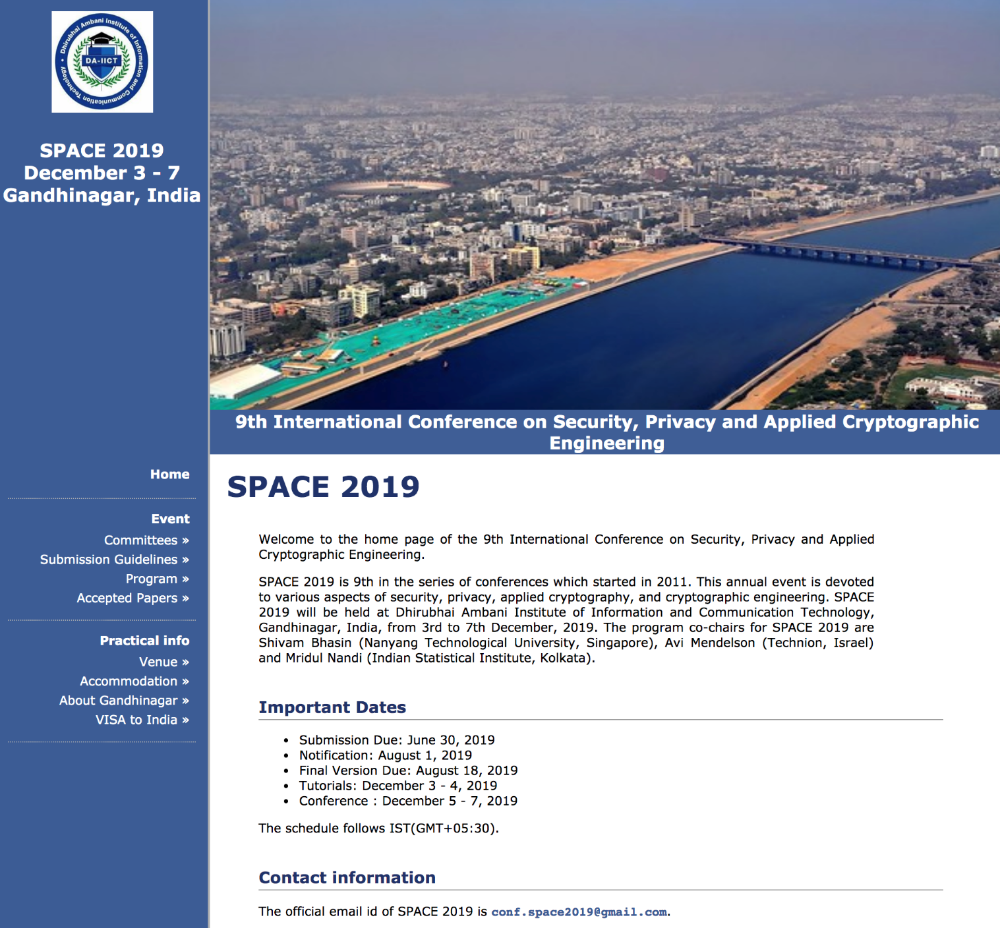 Dhirubhai Ambani Institute of Information and Communication Technology
DA-IICT
SPACE 2019
December 3 - 7
Gandhinagar, India
9th International Conference on Security, Privacy and Applied Cryptographic
Engineering
Home
Event
Committees »
Submission Guidelines »
Program »
Accepted Papers »
Practical info
Venue »
Accommodation »
About Gandhinagar »
VISA to India »
SPACE 2019
Welcome to the home page of the 9th International Conference on Security, Privacy and Applied
Cryptographic Engineering.
SPACE 2019 is 9th in the series of conferences which started in 2011. This annual event is devoted
to various aspects of security, privacy, applied cryptography, and cryptographic engineering. SPACE
2019 will be held at Dhirubhai Ambani Institute of Information and Communication Technology,
Gandhinagar, India, from 3rd to 7th December, 2019. The program co-chairs for SPACE 2019 are
Shivam Bhasin (Nanyang Technological University, Singapore), Avi Mendelson (Technion, Israel)
and Mridul Nandi (Indian Statistical Institute, Kolkata).
Important Dates
• Submission Due: June 30, 2019
• Notification: August 1, 2019
• Final Version Due: August 18, 2019
• Tutorials: December 3 - 4, 2019
• Conference : December 5 - 7, 2019
The schedule follows IST(GMT+05:30).
Contact information
The official email id of SPACE 2019 is conf.space2019@gmail.com.